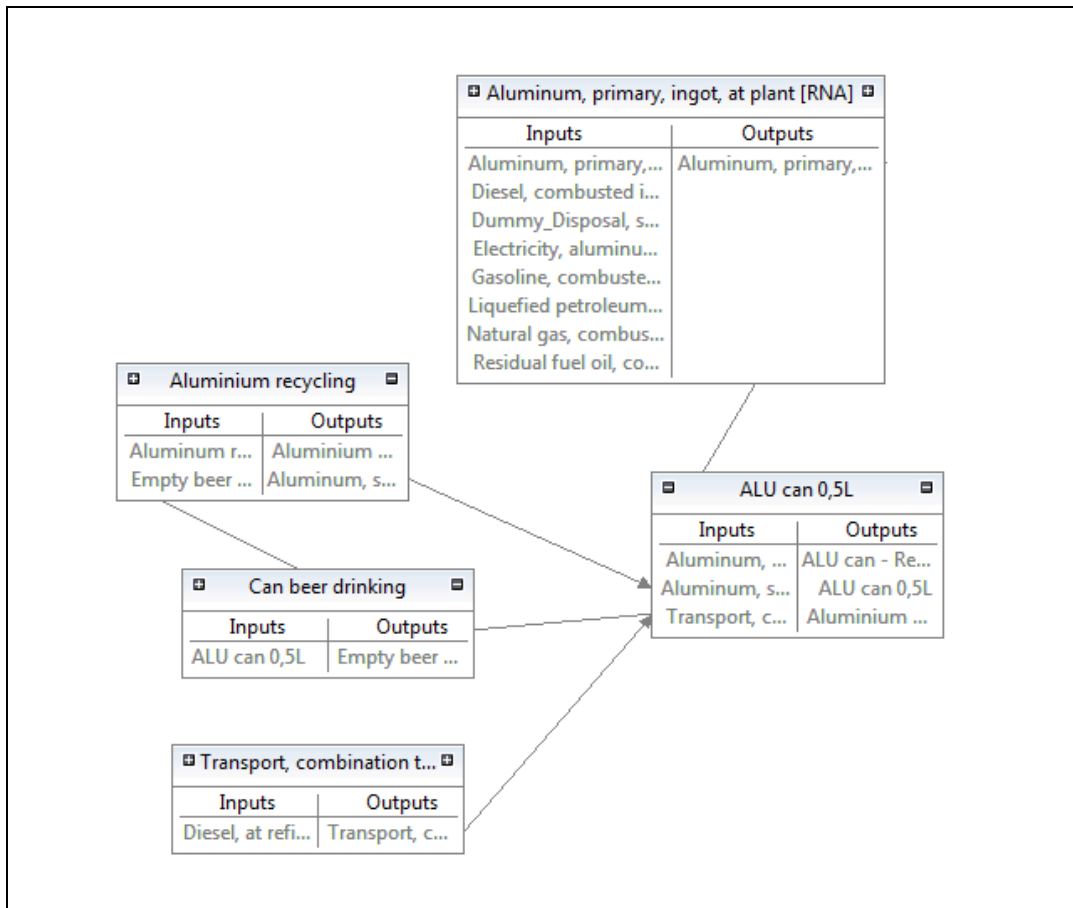 Aluminum, primary, ingot, at plant [RNA]
Inputs Outputs
Aluminum, primary,... Aluminum, primary,...
Diesel, combusted i...
Dummy_Disposal, s...
Electricity, aluminu...
Gasoline, combuste...
Liquefied petroleum...
Natural gas, combus...
Residual fuel oil, co...
Aluminium recycling
Inputs Outputs
Aluminum r... Aluminium ...
Empty beer ... Aluminum, s...
ALU can 0,5L
Inputs Outputs
Aluminum, ... ALU can - Re...
Aluminum, s... ALU can 0,5L
Transport, c... Aluminium ...
Can beer drinking
Inputs Outputs
ALU can 0,5L Empty beer ...
Transport, combination t...
Inputs Outputs
Diesel, at refi... Transport, c...